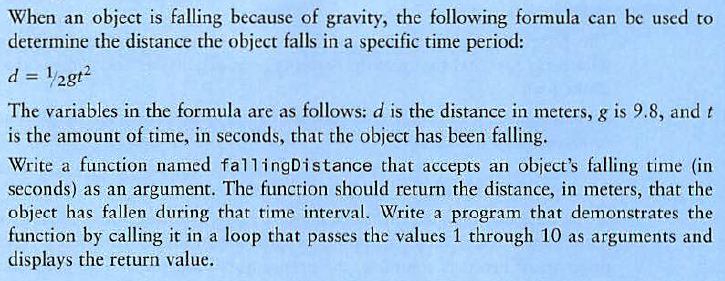 When an object is falling because of gravity, the following formula can be used to
determine the distance the object falls in a specific time period:
d = ½gt²
The variables in the formula are as follows: d is the distance in meters, g is 9.8, and t
is the amount of time, in seconds, that the object has been falling.
Write a function named fallingDistance that accepts an object's falling time (in
seconds) as an argument. The function should return the distance, in meters, that the
object has fallen during that time interval. Write a program that demonstrates the
function by calling it in a loop that passes the values 1 through 10 as arguments and
displays the return value.